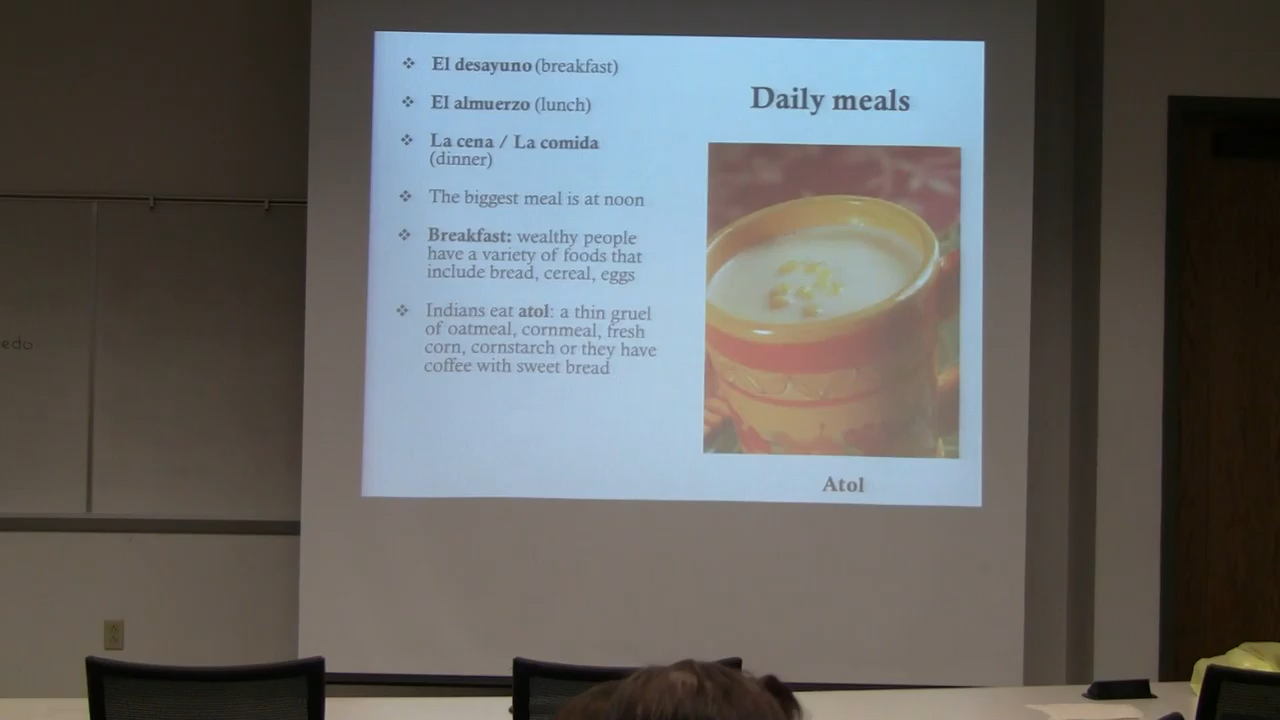 El desayuno (breakfast)
El almuerzo (lunch)
La cena / La comida
(dinner)
The biggest meal is at noon
Breakfast: wealthy people
have a variety of foods that
include bread, cereal, eggs
Indians eat atol: a thin gruel
of oatmeal, cornmeal, fresh
corn, cornstarch or they have
coffee with sweet bread
Daily meals
Atol